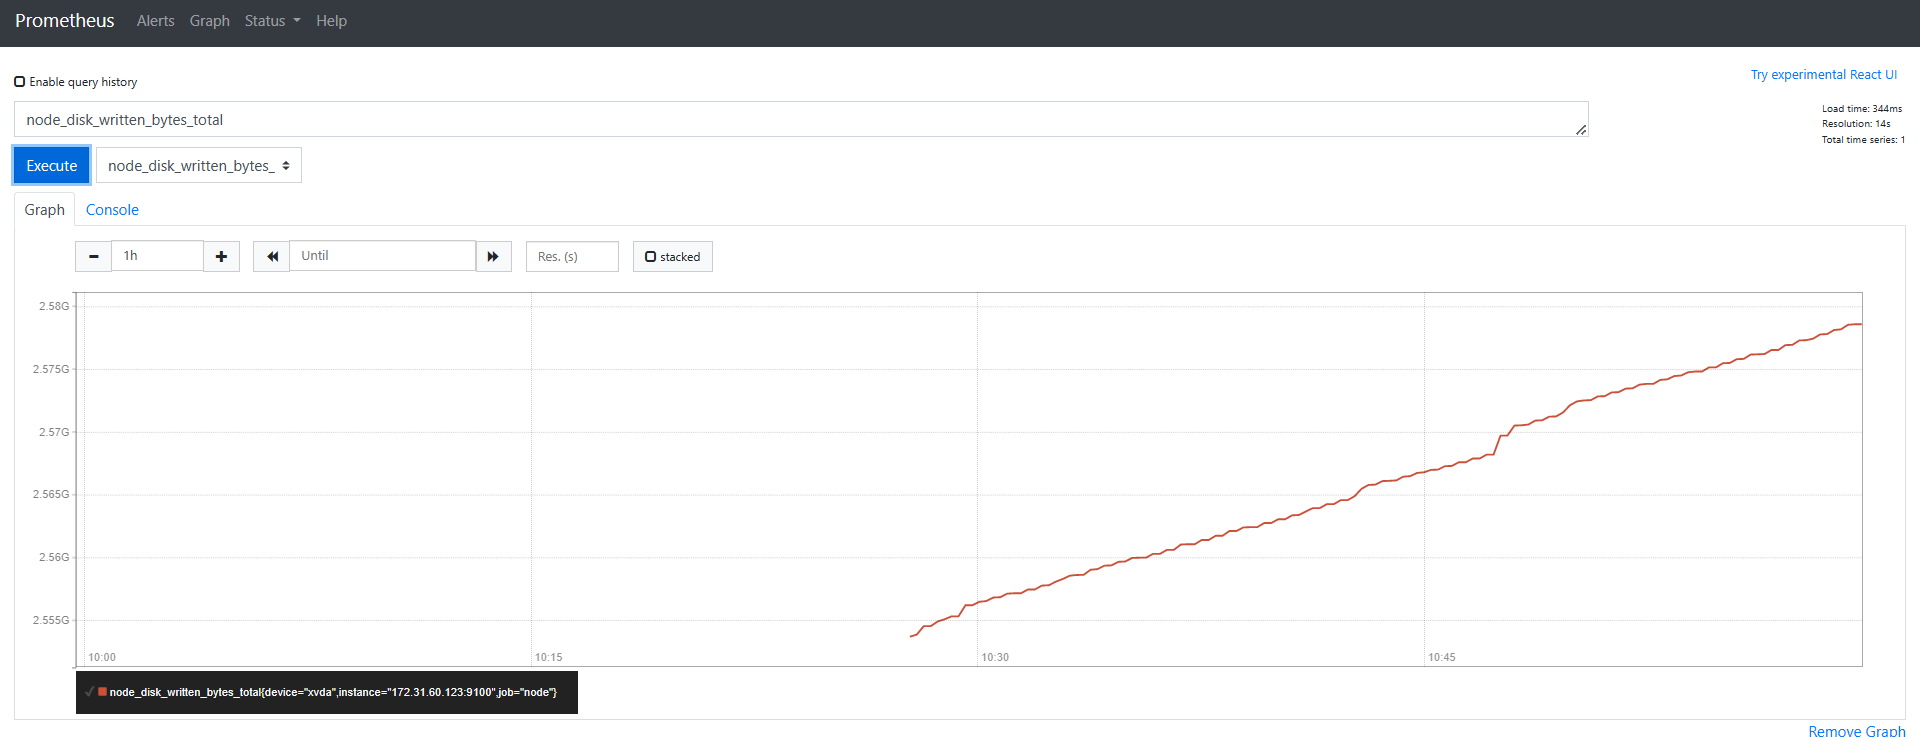 Prometheus Alerts Graph Status Help
Enable query history
Try experimental React UI
node_disk_written_bytes_total
Load time: 344ms
Resolution: 14s
Total time series: 1
Execute
node_disk_written_bytes_
Graph Console
1h
Until
Res. (s)
stacked
2.58G
2.575G
2.57G
2.565G
2.56G
2.555G
10:00 10:15 10:30 10:45
node_disk_written_bytes_total{device="xvda",instance="172.31.60.123:9100",job="node"}
Remove Graph